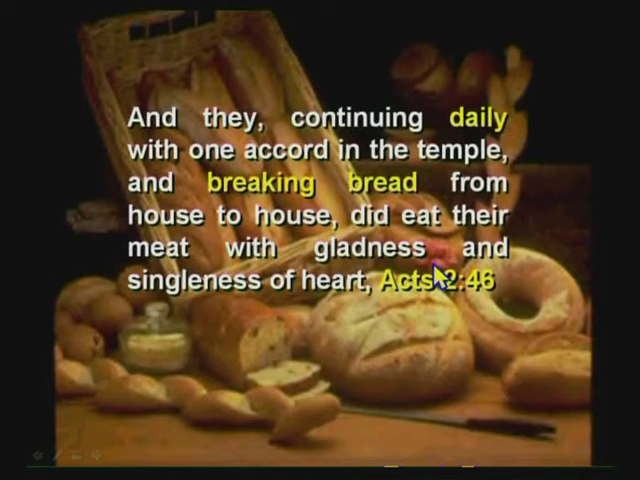 And they, continuing daily
with one accord in the temple,
and breaking bread from
house to house, did eat their
meat with gladness and
singleness of heart, Acts 2:46